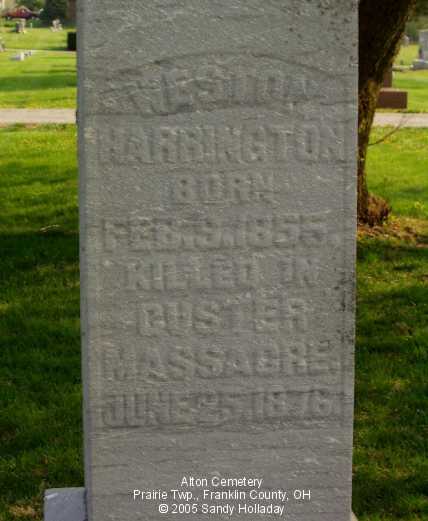 WESTON
HARRINGTON
BORN
FEB. 9. 1855.
KILLED IN
CUSTER
MASSACRE.
JUNE 25. 1876.
Alton Cemetery
Prairie Twp., Franklin County, OH
© 2005 Sandy Holladay